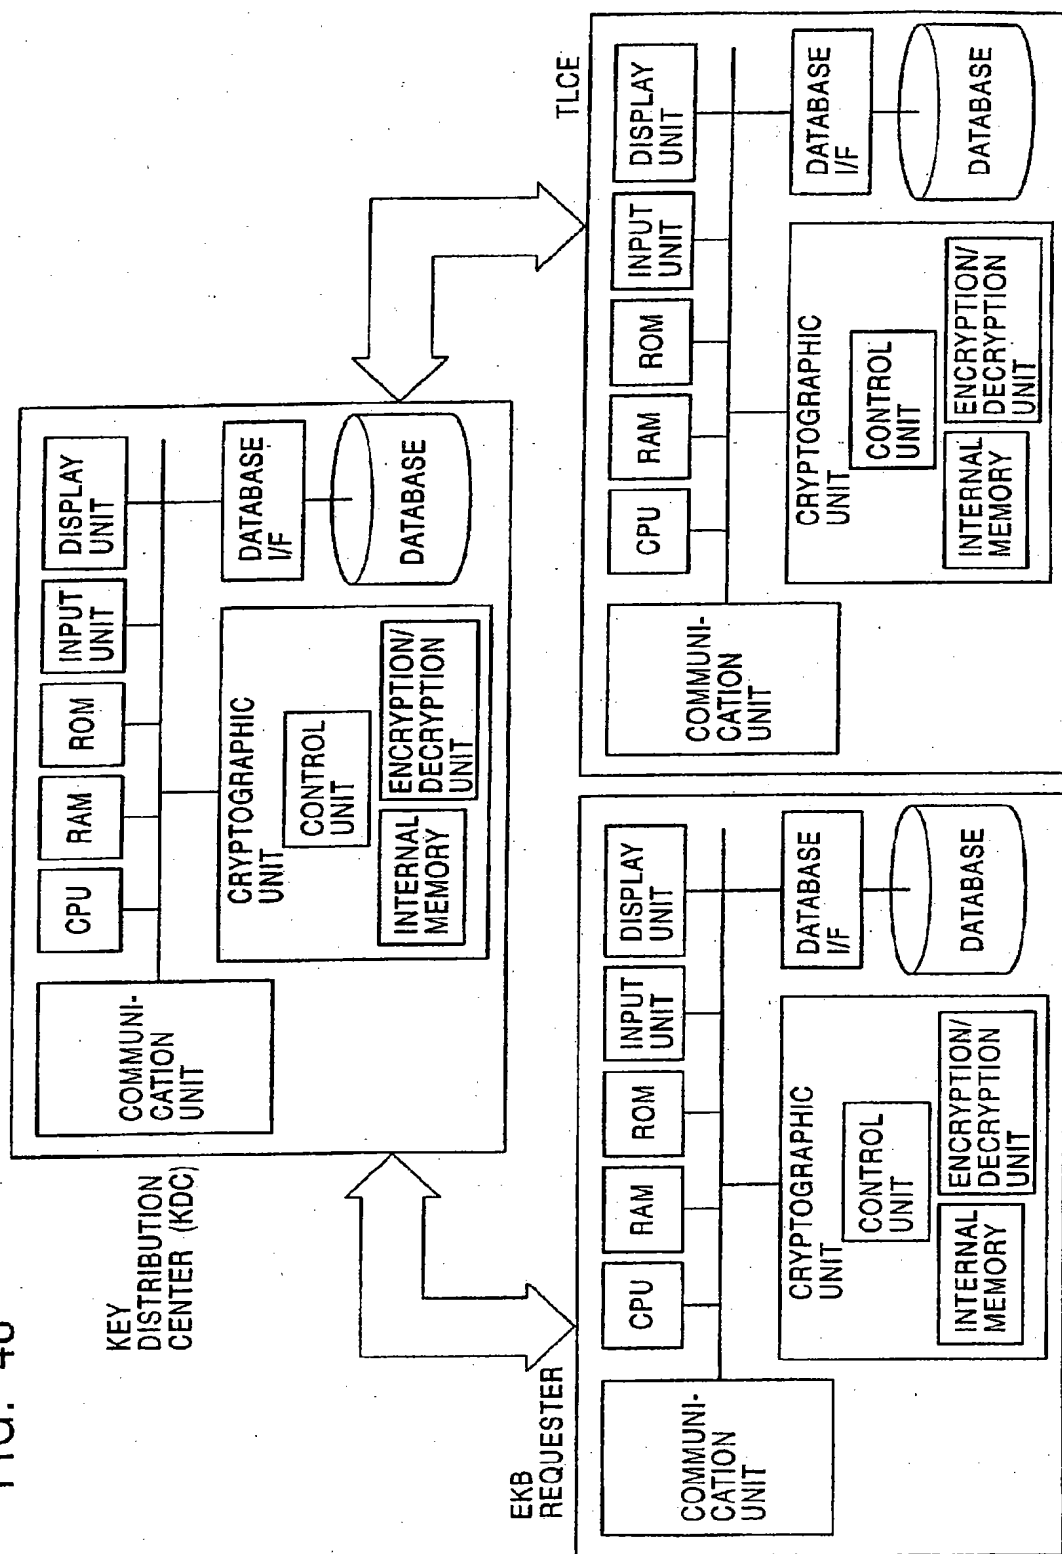 FIG.
KEY
DISTRIBUTION
CENTER (KDC)
COMMUNI-
CATION
UNIT
CPU
RAM
ROM
INPUT
UNIT
DISPLAY
UNIT
CRYPTOGRAPHIC
UNIT
CONTROL
UNIT
INTERNAL
MEMORY
ENCRYPTION/
DECRYPTION
UNIT
DATABASE
I/F
DATABASE
EKB
REQUESTER
COMMUNI-
CATION
UNIT
CPU
RAM
ROM
INPUT
UNIT
DISPLAY
UNIT
CRYPTOGRAPHIC
UNIT
CONTROL
UNIT
INTERNAL
MEMORY
ENCRYPTION/
DECRYPTION
UNIT
DATABASE
I/F
DATABASE
TLCE
COMMUNI-
CATION
UNIT
CPU
RAM
ROM
INPUT
UNIT
DISPLAY
UNIT
CRYPTOGRAPHIC
UNIT
CONTROL
UNIT
INTERNAL
MEMORY
ENCRYPTION/
DECRYPTION
UNIT
DATABASE
I/F
DATABASE